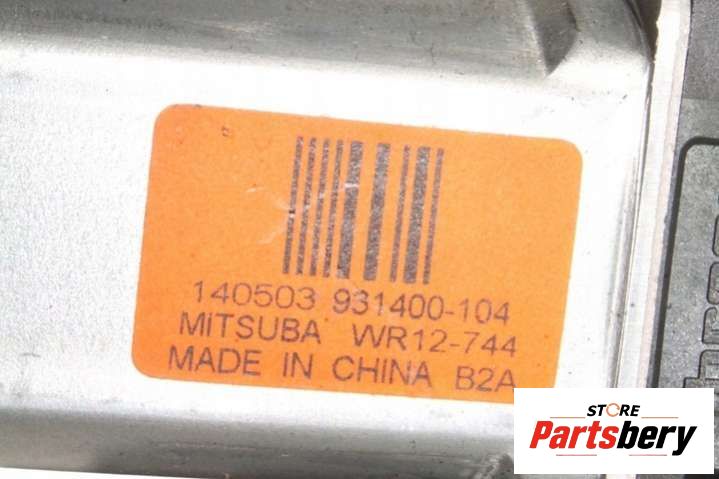 140503 931400-104
MITSUBA WR12-744
MADE IN CHINA B2A
STORE
Partsbery